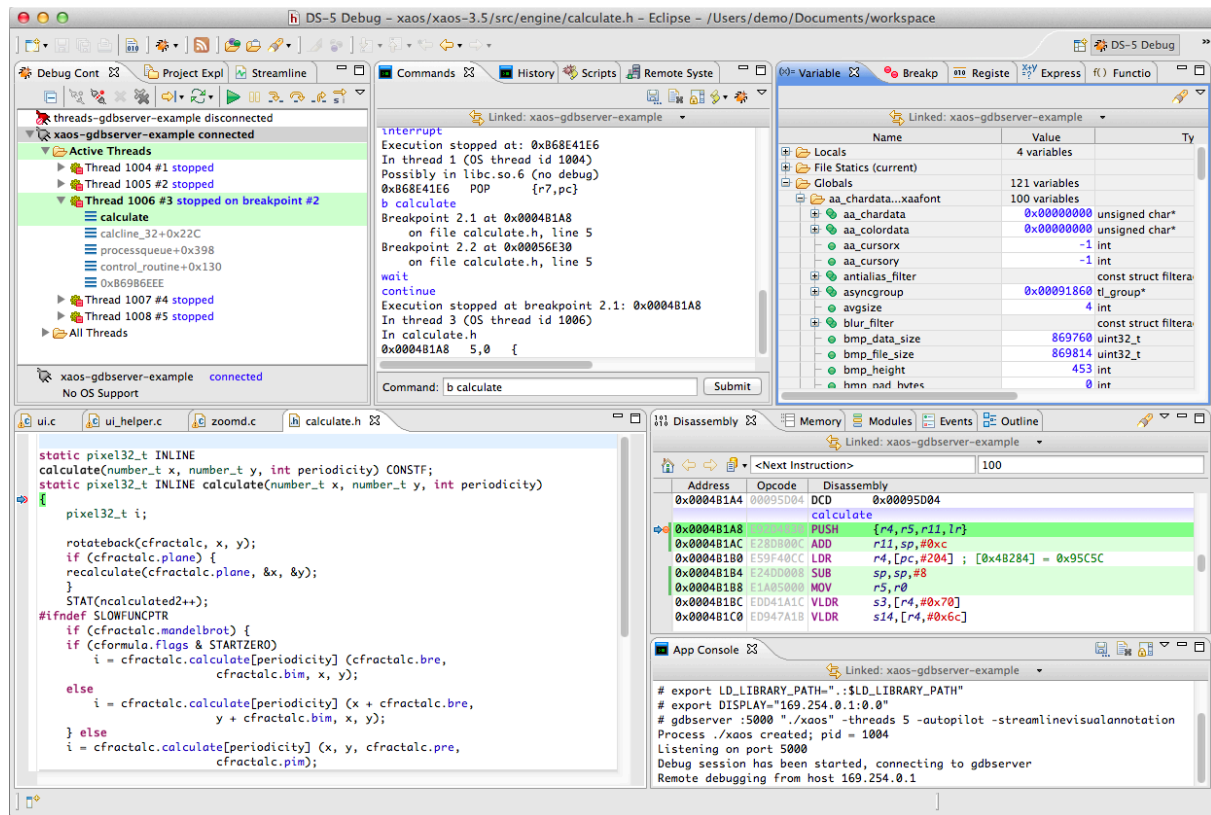 DS-5 Debug - xaos/xaos-3.5/src/engine/calculate.h - Eclipse - /Users/demo/Documents/workspace
DS-5 Debug
Debug Cont
Project Expl
Streamline
threads-gdbserver-example disconnected
xaos-gdbserver-example connected
Active Threads
Thread 1004 #1 stopped
Thread 1005 #2 stopped
Thread 1006 #3 stopped on breakpoint #2
calculate
calcline_32+0x22C
processqueue+0x398
control_routine+0x130
0xB69B6EEE
Thread 1007 #4 stopped
Thread 1008 #5 stopped
All Threads
xaos-gdbserver-example connected
No OS Support
Commands
History
Scripts
Remote Syste
Linked: xaos-gdbserver-example
interrupt
Execution stopped at: 0xB68E41E6
In thread 1 (OS thread id 1004)
Possibly in libc.so.6 (no debug)
0xB68E41E6 POP {r7,pc}
b calculate
Breakpoint 2.1 at 0x0004B1A8
on file calculate.h, line 5
Breakpoint 2.2 at 0x00056E30
on file calculate.h, line 5
wait
continue
Execution stopped at breakpoint 2.1: 0x0004B1A8
In thread 3 (OS thread id 1006)
In calculate.h
0x0004B1A8 5,0 {
Command: b calculate Submit
(x)= Variable
Breakp
Registe
Express
f() Functio
Linked: xaos-gdbserver-example
Name Value Ty
Locals 4 variables
File Statics (current)
Globals 121 variables
aa_chardata...xaafont 100 variables
aa_chardata 0x00000000 unsigned char*
aa_colordata 0x00000000 unsigned char*
aa_cursorx -1 int
aa_cursory -1 int
antialias_filter const struct filtera
asyncgroup 0x00091860 tl_group*
avgsize 4 int
blur_filter const struct filtera
bmp_data_size 869760 uint32_t
bmp_file_size 869814 uint32_t
bmp_height 453 int
bmp_pad_bytes 0 int
ui.c
ui_helper.c
zoomd.c
calculate.h
static pixel32_t INLINE
calculate(number_t x, number_t y, int periodicity) CONSTF;
static pixel32_t INLINE calculate(number_t x, number_t y, int periodicity)
{
pixel32_t i;
rotateback(cfractalc, x, y);
if (cfractalc.plane) {
recalculate(cfractalc.plane, &x, &y);
}
STAT(ncalculated2++);
#ifndef SLOWFUNCPTR
if (cfractalc.mandelbrot) {
if (cformula.flags & STARTZERO)
i = cfractalc.calculate[periodicity] (cfractalc.bre,
cfractalc.bim, x, y);
else
i = cfractalc.calculate[periodicity] (x + cfractalc.bre,
y + cfractalc.bim, x, y);
} else
i = cfractalc.calculate[periodicity] (x, y, cfractalc.pre,
cfractalc.pim);
Disassembly
Memory
Modules
Events
Outline
Linked: xaos-gdbserver-example
<Next Instruction> 100
Address Opcode Disassembly
0x0004B1A4 00095D04 DCD 0x00095D04
calculate
0x0004B1A8 E92D4830 PUSH {r4,r5,r11,lr}
0x0004B1AC E28DB00C ADD r11,sp,#0xc
0x0004B1B0 E59F40CC LDR r4,[pc,#204] ; [0x4B284] = 0x95C5C
0x0004B1B4 E24DD008 SUB sp,sp,#8
0x0004B1B8 E1A05000 MOV r5,r0
0x0004B1BC EDD41A1C VLDR s3,[r4,#0x70]
0x0004B1C0 ED947A1B VLDR s14,[r4,#0x6c]
App Console
Linked: xaos-gdbserver-example
# export LD_LIBRARY_PATH=".:$LD_LIBRARY_PATH"
# export DISPLAY="169.254.0.1:0.0"
# gdbserver :5000 "./xaos" -threads 5 -autopilot -streamlinevisualannotation
Process ./xaos created; pid = 1004
Listening on port 5000
Debug session has been started, connecting to gdbserver
Remote debugging from host 169.254.0.1